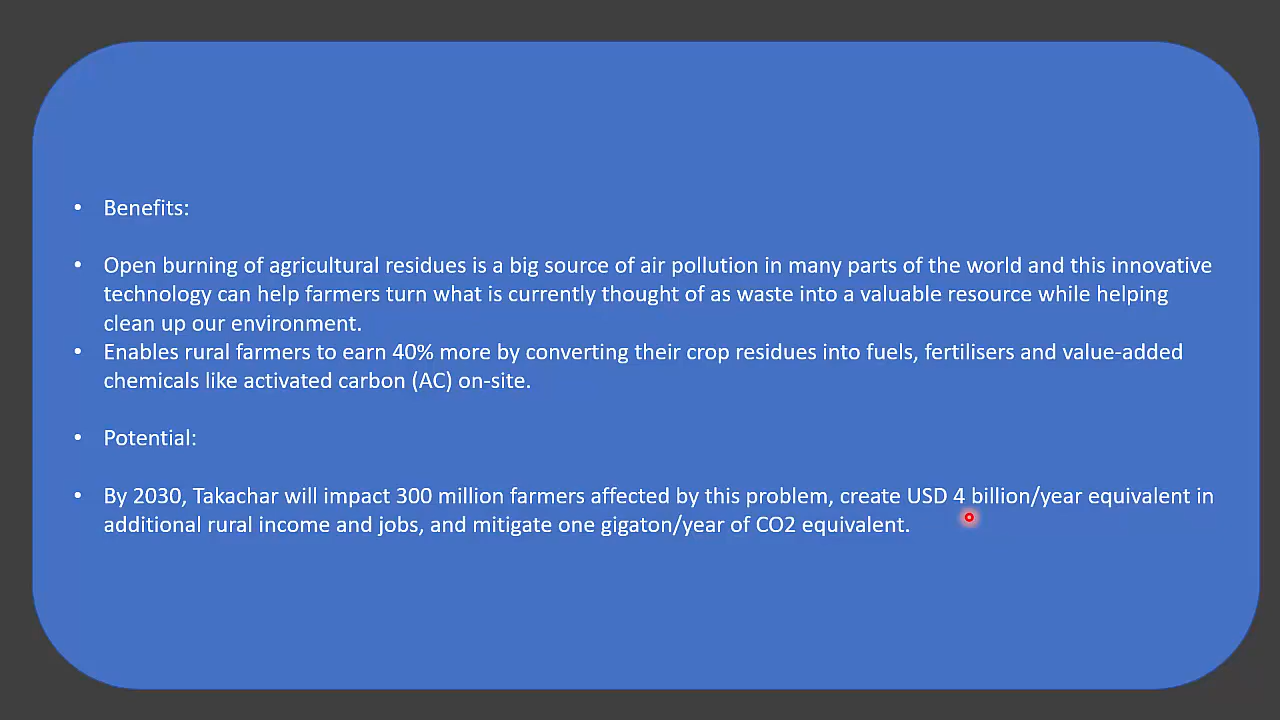 • Benefits:
• Open burning of agricultural residues is a big source of air pollution in many parts of the world and this innovative
technology can help farmers turn what is currently thought of as waste into a valuable resource while helping
clean up our environment.
• Enables rural farmers to earn 40% more by converting their crop residues into fuels, fertilisers and value-added
chemicals like activated carbon (AC) on-site.
• Potential:
• By 2030, Takachar will impact 300 million farmers affected by this problem, create USD 4 billion/year equivalent in
additional rural income and jobs, and mitigate one gigaton/year of CO2 equivalent.